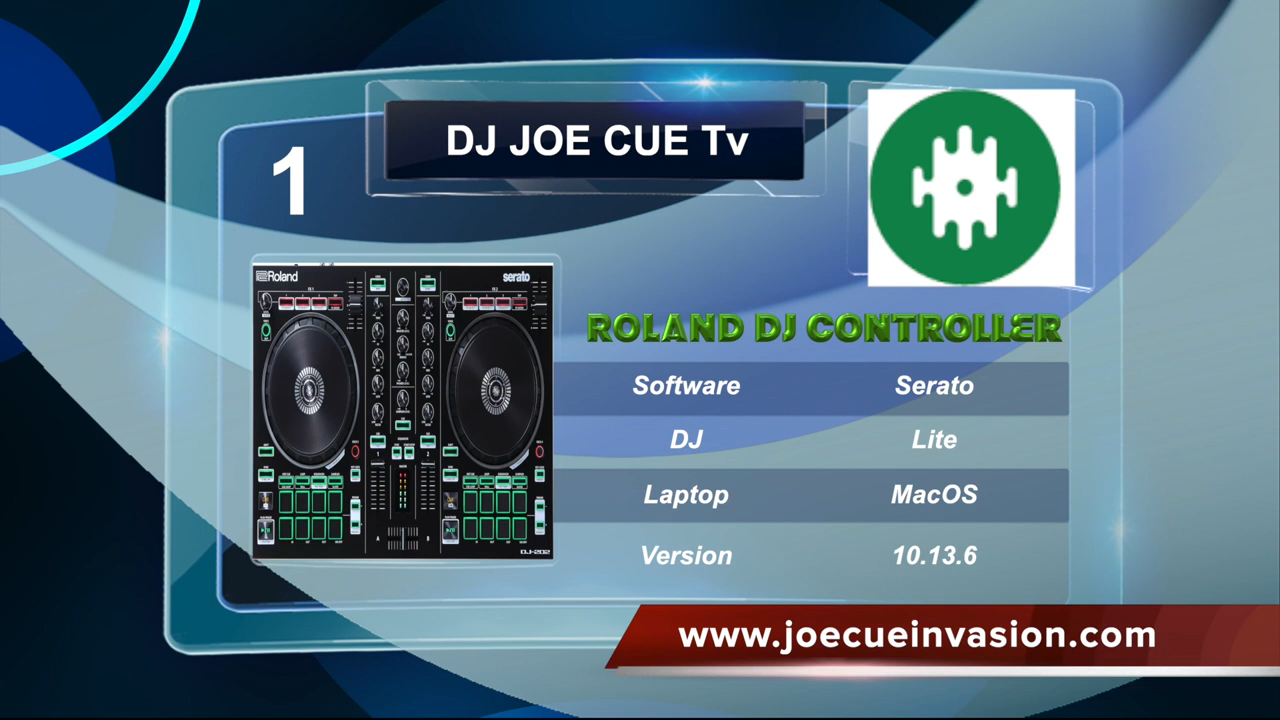 DJ JOE CUE Tv
1
Roland
serato
DJ-202
ROLAND DJ CONTROLLER
Software Serato
DJ Lite
Laptop MacOS
Version 10.13.6
www.joecueinvasion.com